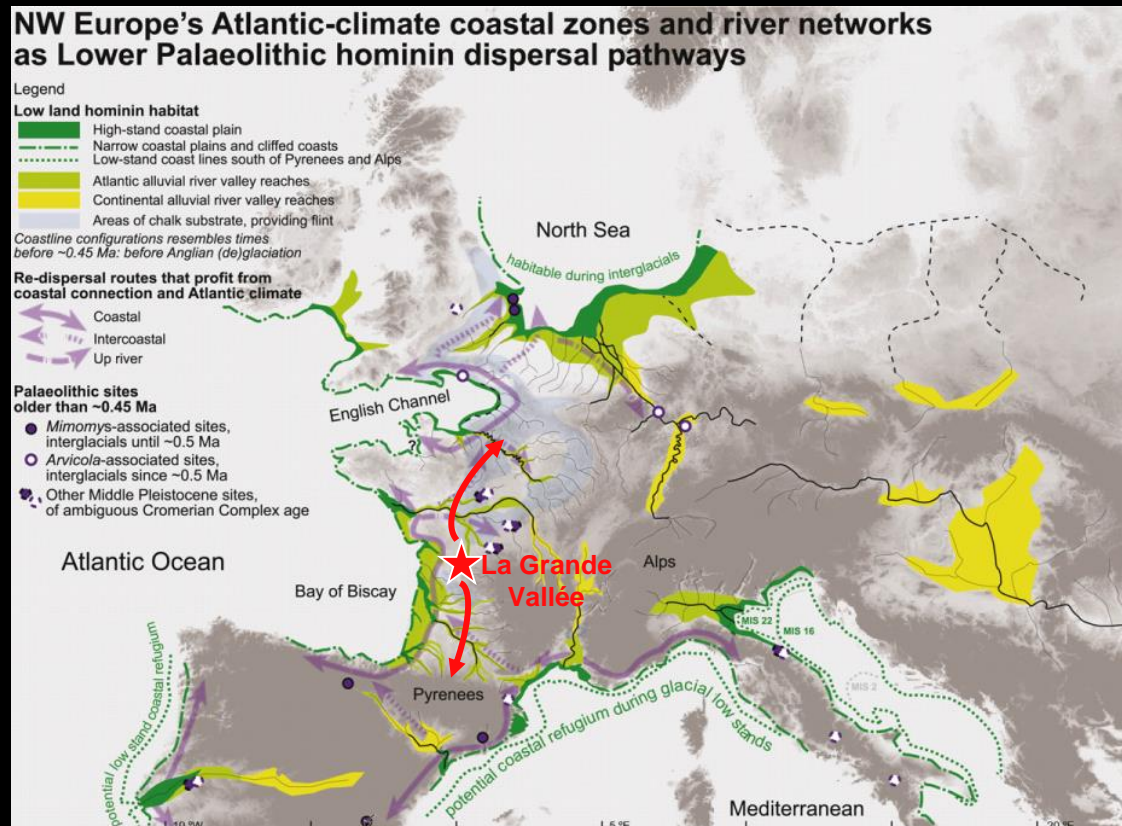 NW Europe's Atlantic-climate coastal zones and river networks
as Lower Palaeolithic hominin dispersal pathways
Legend
Low land hominin habitat
High-stand coastal plain
Narrow coastal plains and cliffed coasts
Low-stand coast lines south of Pyrenees and Alps
Atlantic alluvial river valley reaches
Continental alluvial river valley reaches
Areas of chalk substrate, providing flint
Coastline configurations resembles times
before ~0.45 Ma: before Anglian (de)glaciation
Re-dispersal routes that profit from
coastal connection and Atlantic climate
Coastal
Intercoastal
Up river
Palaeolithic sites
older than ~0.45 Ma
Mimomys-associated sites,
interglacials until ~0.5 Ma
Arvicola-associated sites,
interglacials since ~0.5 Ma
Other Middle Pleistocene sites,
of ambiguous Cromerian Complex age
North Sea
habitable during interglacials
English Channel
?
Atlantic Ocean
Bay of Biscay
La Grande
Vallée
Alps
MIS 22
MIS 16
MIS 2
Pyrenees
potential low stand coastal refugium
potential coastal refugium during glacial low stands
Mediterranean
10 °W
5 °E
20 °E